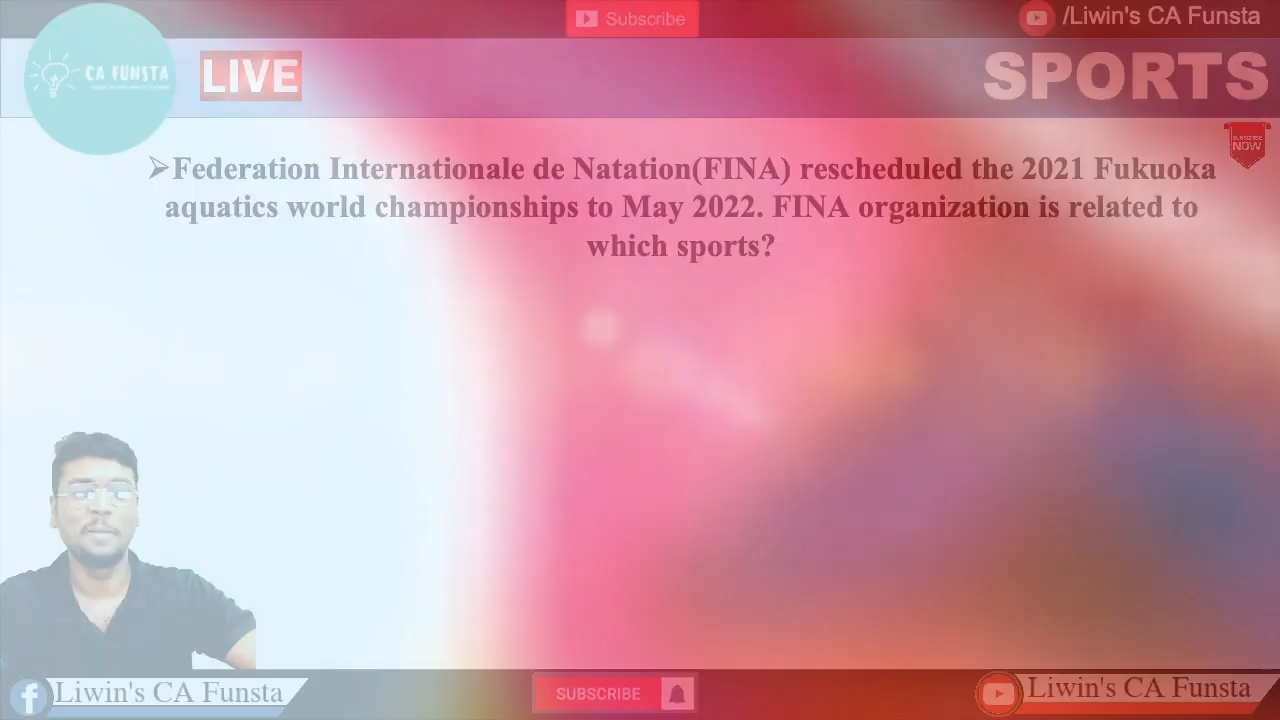 Subscribe
/Liwin's CA Funsta
CA FUNSTA
LIVE
SPORTS
SUBSCRIBE
NOW
➢Federation Internationale de Natation(FINA) rescheduled the 2021 Fukuoka
aquatics world championships to May 2022. FINA organization is related to
which sports?
Liwin's CA Funsta
SUBSCRIBE
Liwin's CA Funsta